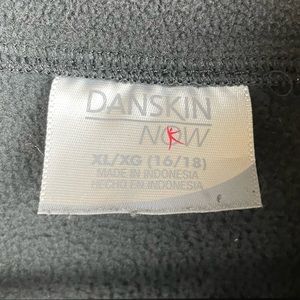 DANSKIN
NOW
XL/XG (16/18)
MADE IN INDONESIA
HECHO EN INDONESIA